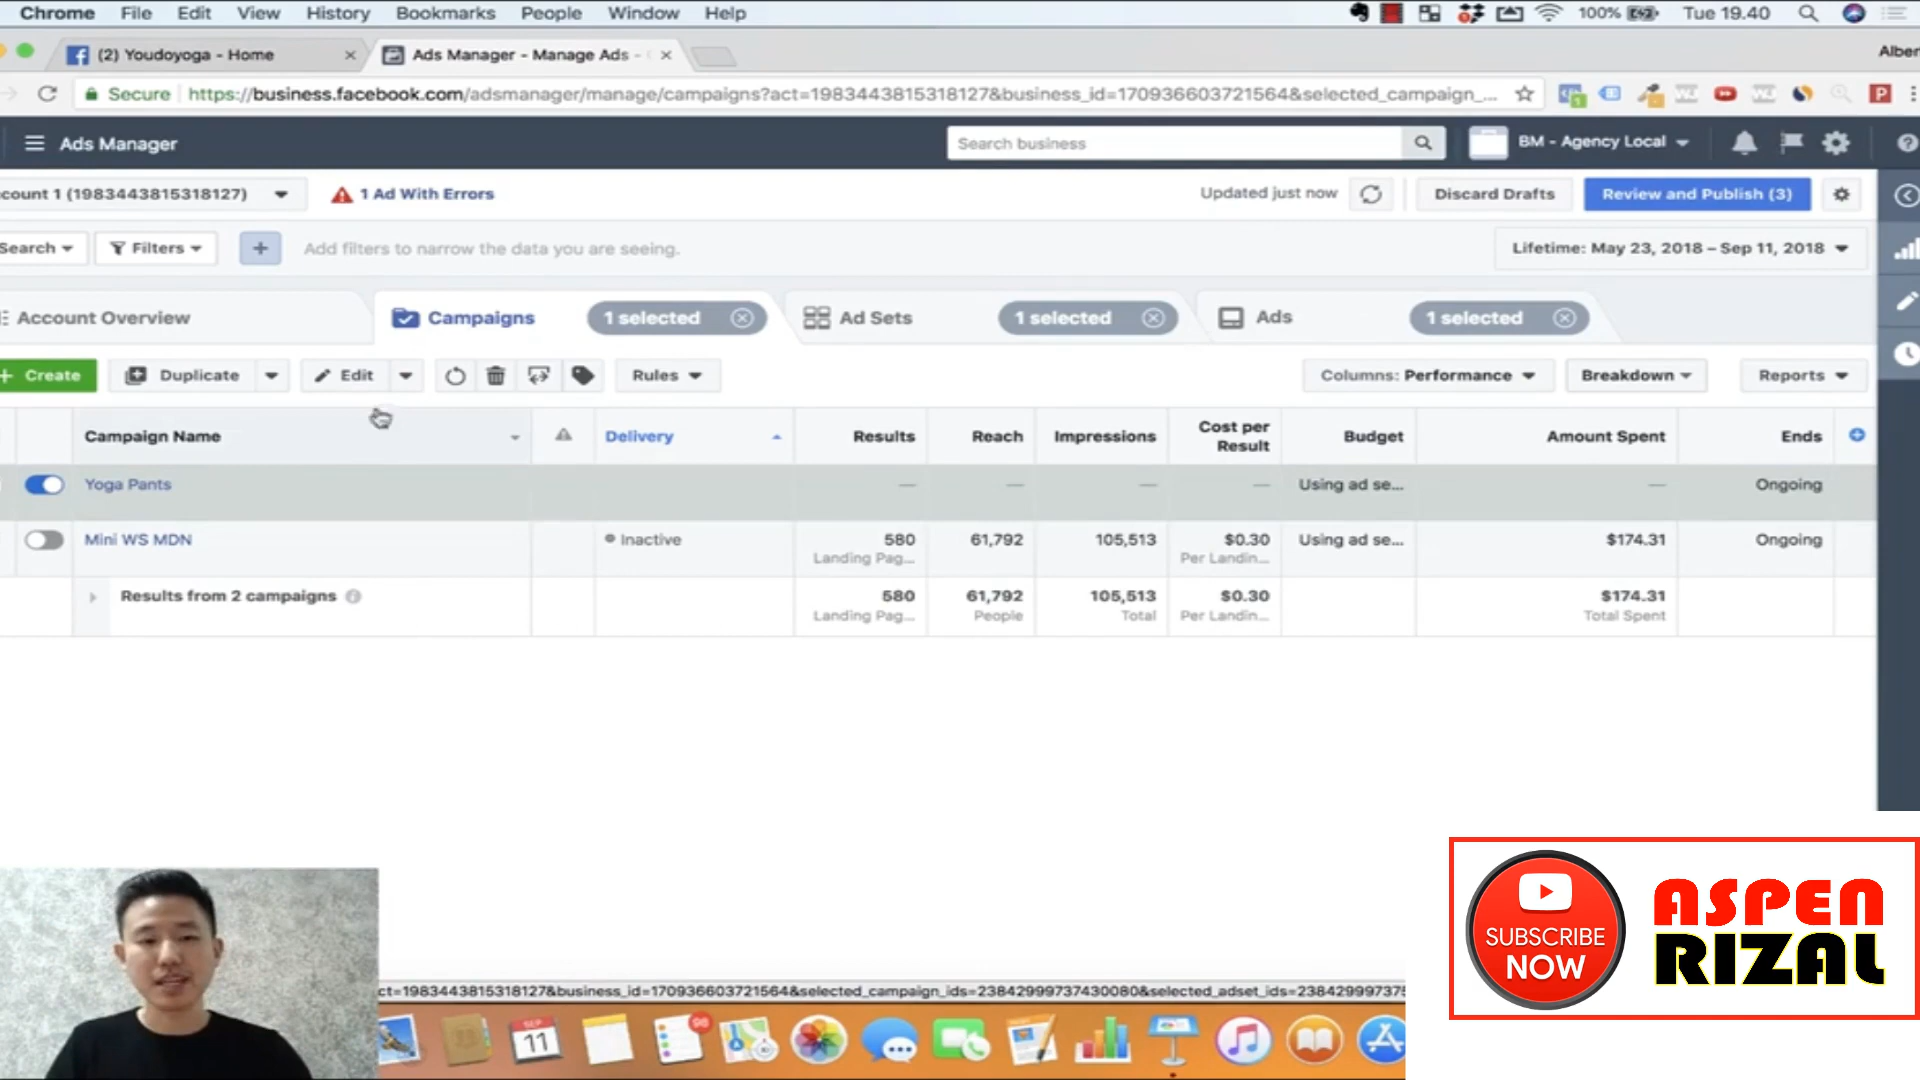 Chrome File Edit View History Bookmarks People Window Help 100% Tue 19.40
(2) Youdoyoga - Home Ads Manager - Manage Ads - Alber
Secure https://business.facebook.com/adsmanager/manage/campaigns?act=1983443815318127&business_id=170936603721564&selected_campaign_...
Ads Manager Search business BM - Agency Local
count 1 (1983443815318127) 1 Ad With Errors Updated just now Discard Drafts Review and Publish (3)
Search Filters + Add filters to narrow the data you are seeing. Lifetime: May 23, 2018 – Sep 11, 2018
Account Overview Campaigns 1 selected Ad Sets 1 selected Ads 1 selected
+ Create Duplicate Edit Rules Columns: Performance Breakdown Reports
Campaign Name Delivery Results Reach Impressions Cost per Result Budget Amount Spent Ends
Yoga Pants — — — — Using ad se... — Ongoing
Mini WS MDN Inactive 580 61,792 105,513 $0.30 Using ad se... $174.31 Ongoing
Landing Pag... Per Landin...
Results from 2 campaigns 580 61,792 105,513 $0.30 $174.31
Landing Pag... People Total Per Landin... Total Spent
SUBSCRIBE
NOW
ASPEN
RIZAL
ct=1983443815318127&business_id=170936603721564&selected_campaign_ids=23842999737430080&selected_adset_ids=238429997375
SEP
11